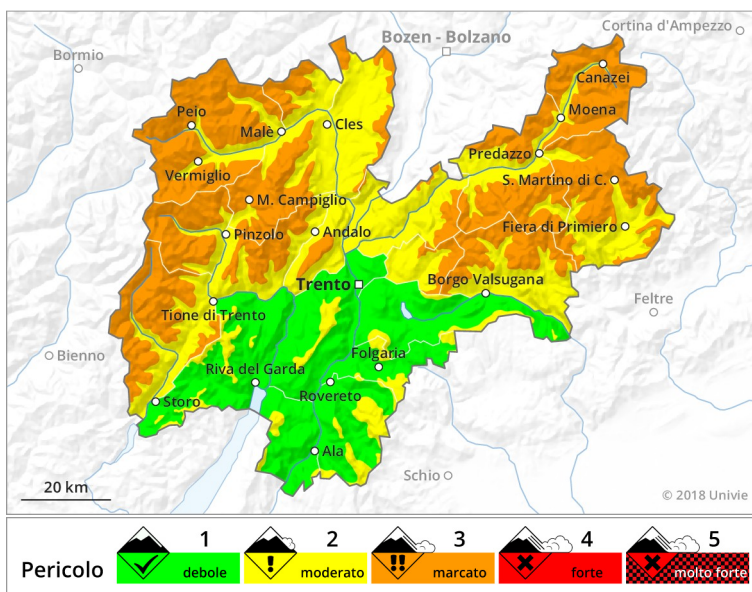 Cortina d'Ampezzo
Bozen - Bolzano
Bormio
Canazei
Peio
Moena
Malè
Cles
Predazzo
Vermiglio
S. Martino di C.
M. Campiglio
Fiera di Primiero
Pinzolo
Andalo
Trento
Borgo Valsugana
Feltre
Tione di Trento
Bienno
Folgaria
Riva del Garda
Rovereto
Storo
Ala
Schio
20 km
© 2018 Univie
Pericolo
1 2 3 4 5
debole moderato marcato forte molto forte